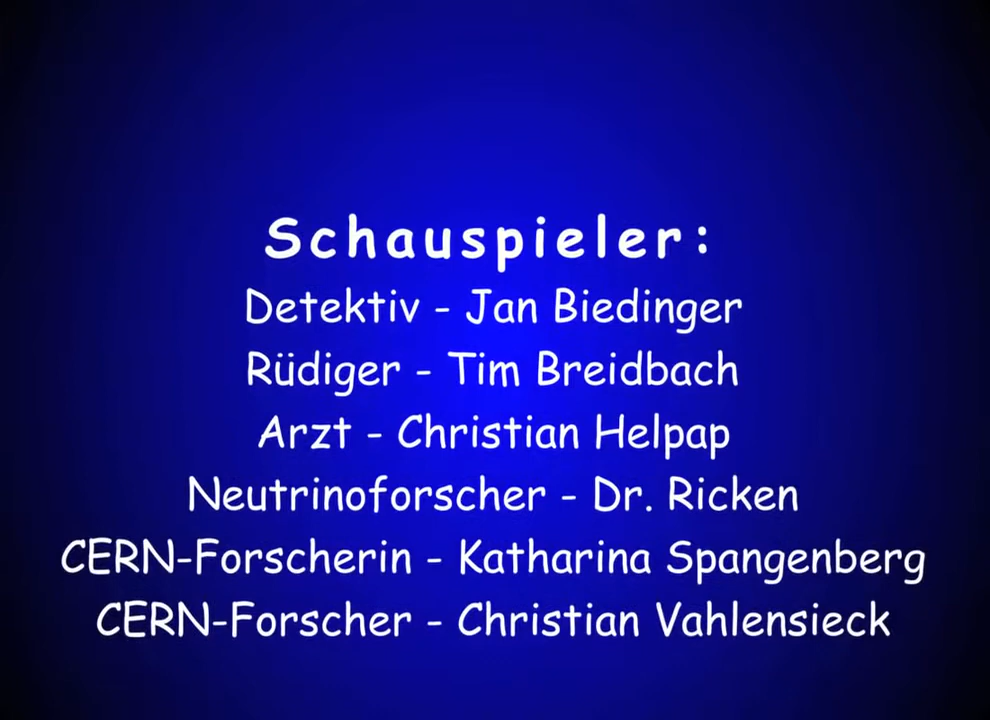 Schauspieler:
Detektiv - Jan Biedinger
Rüdiger - Tim Breidbach
Arzt - Christian Helpap
Neutrinoforscher - Dr. Ricken
CERN-Forscherin - Katharina Spangenberg
CERN-Forscher - Christian Vahlensieck